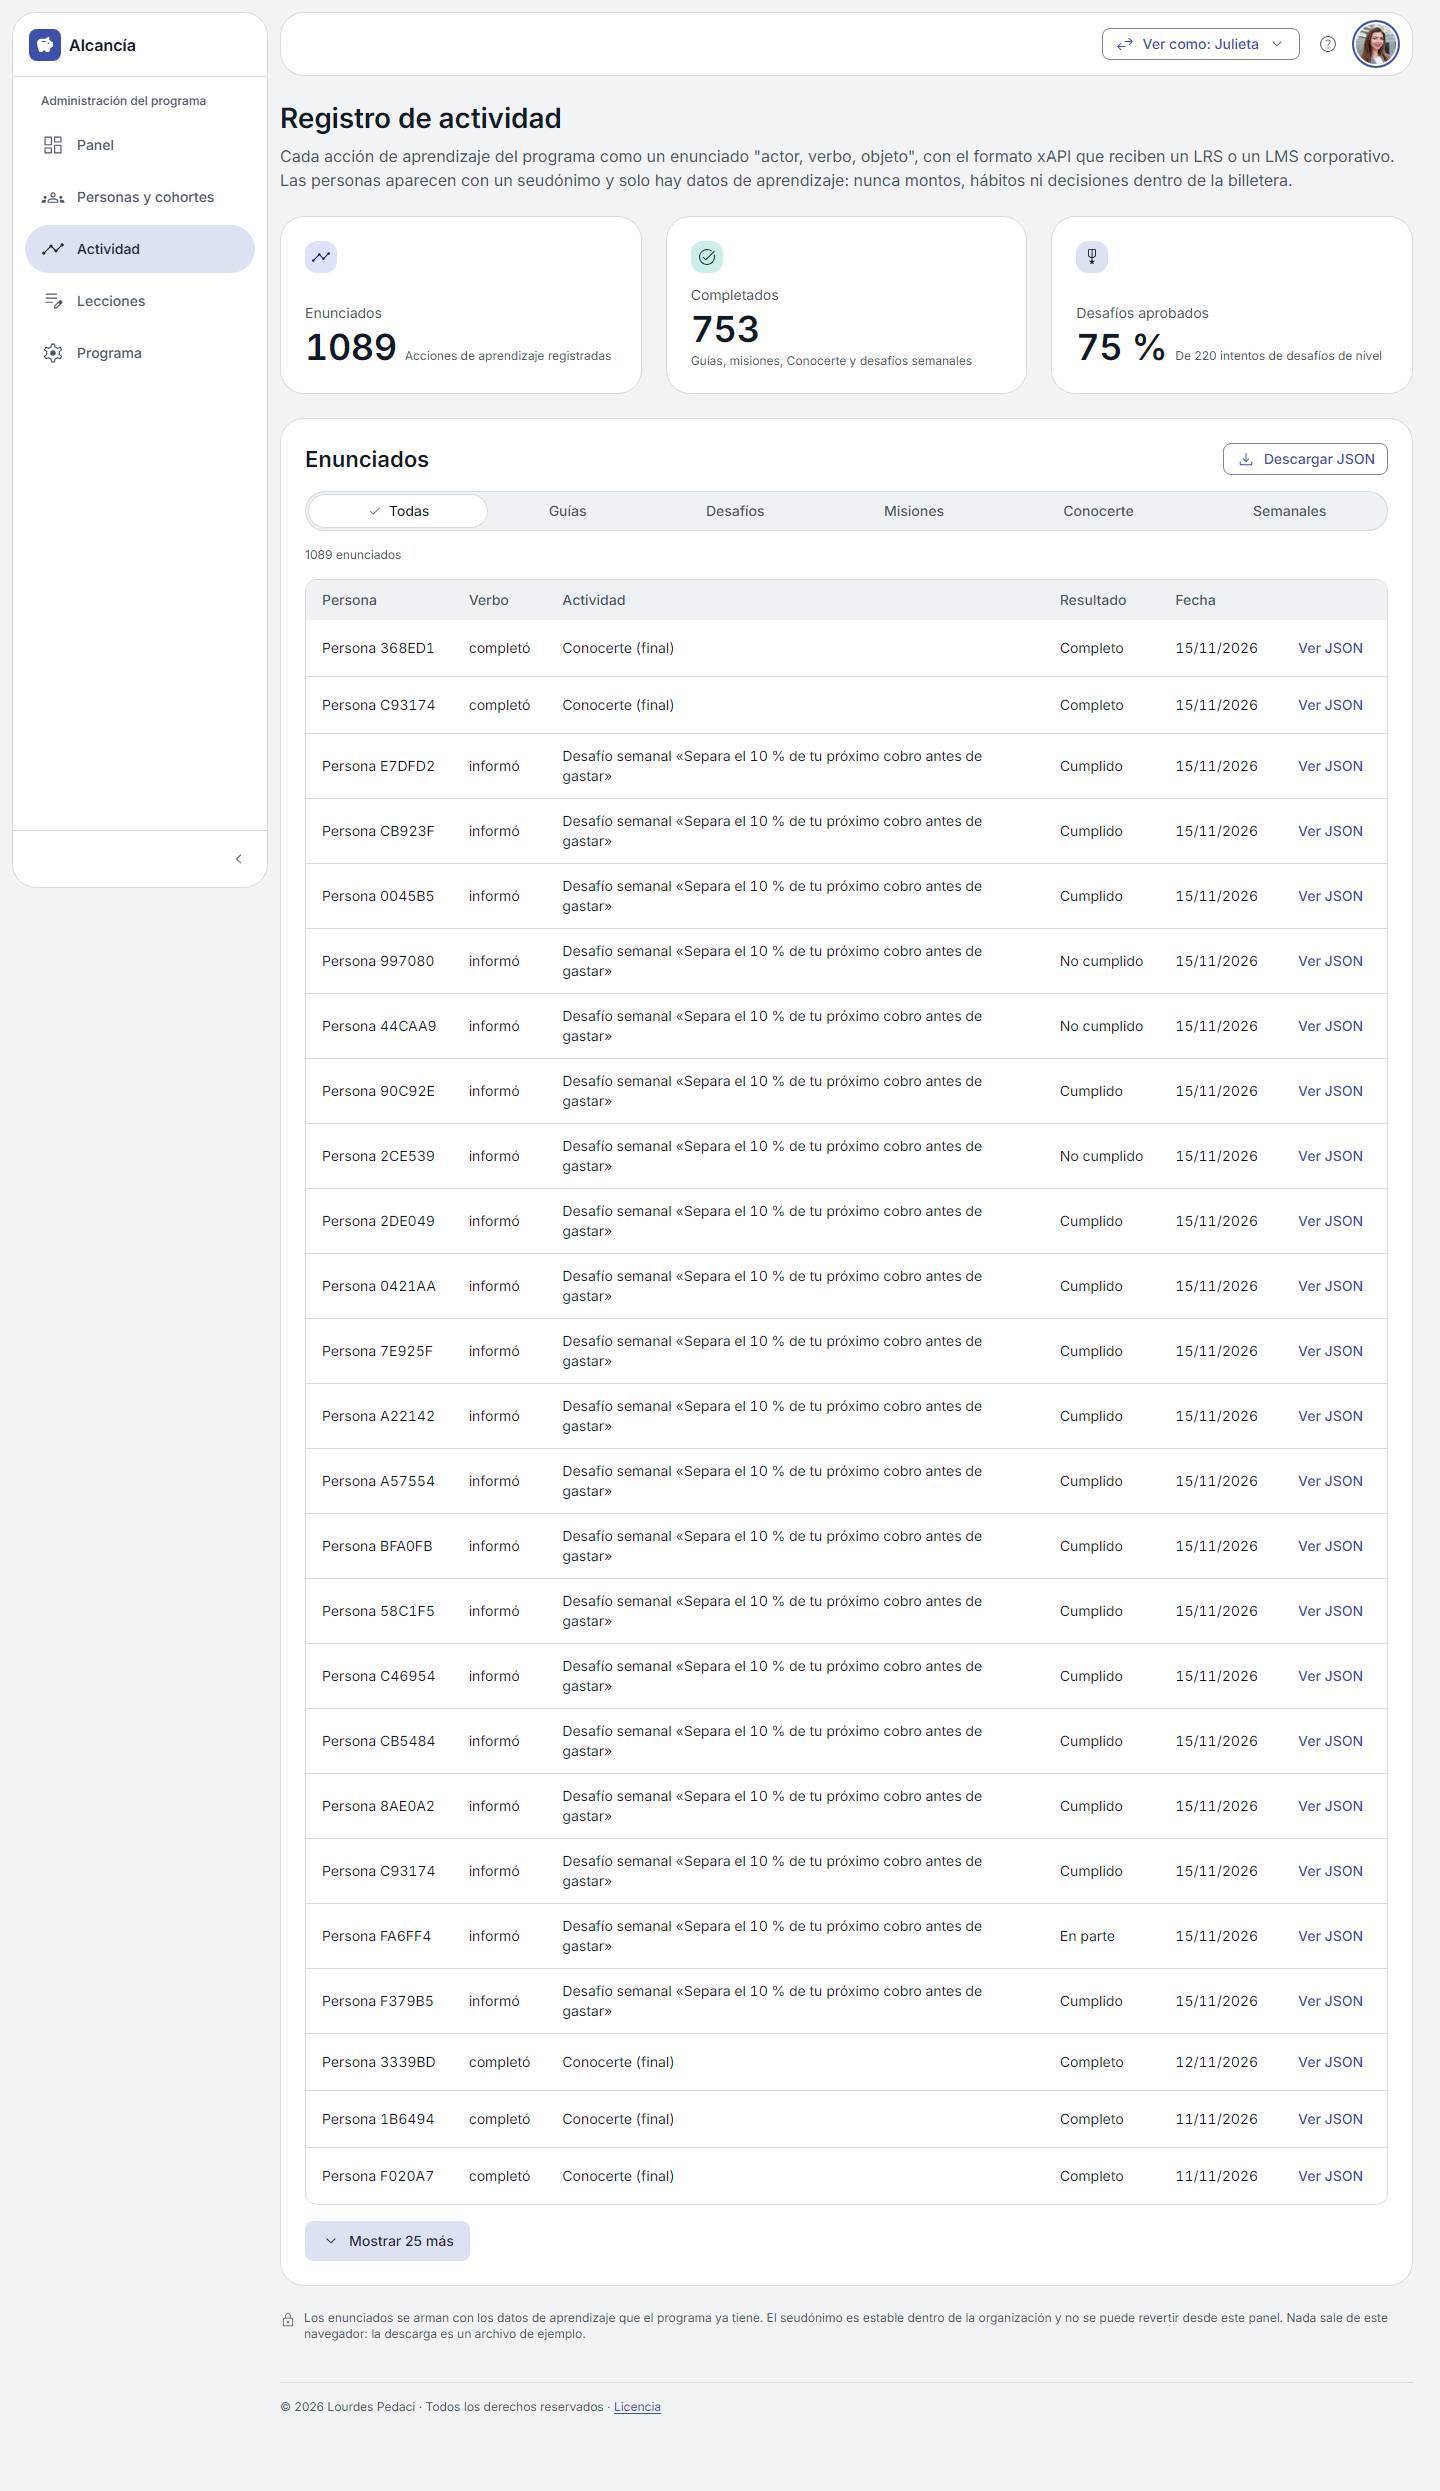 Alcancía
Ver como: Julieta
Administración del programa
Panel
Personas y cohortes
Actividad
Lecciones
Programa
Registro de actividad
Cada acción de aprendizaje del programa como un enunciado "actor, verbo, objeto", con el formato xAPI que reciben un LRS o un LMS corporativo.
Las personas aparecen con un seudónimo y solo hay datos de aprendizaje: nunca montos, hábitos ni decisiones dentro de la billetera.
Enunciados
1089 Acciones de aprendizaje registradas
Completados
753
Guías, misiones, Conocerte y desafíos semanales
Desafíos aprobados
75 % De 220 intentos de desafíos de nivel
Enunciados
Descargar JSON
Todas Guías Desafíos Misiones Conocerte Semanales
1089 enunciados
Persona Verbo Actividad Resultado Fecha
Persona 368ED1 completó Conocerte (final) Completo 15/11/2026 Ver JSON
Persona C93174 completó Conocerte (final) Completo 15/11/2026 Ver JSON
Persona E7DFD2 informó Desafío semanal «Separa el 10 % de tu próximo cobro antes de
gastar» Cumplido 15/11/2026 Ver JSON
Persona CB923F informó Desafío semanal «Separa el 10 % de tu próximo cobro antes de
gastar» Cumplido 15/11/2026 Ver JSON
Persona 0045B5 informó Desafío semanal «Separa el 10 % de tu próximo cobro antes de
gastar» Cumplido 15/11/2026 Ver JSON
Persona 997080 informó Desafío semanal «Separa el 10 % de tu próximo cobro antes de
gastar» No cumplido 15/11/2026 Ver JSON
Persona 44CAA9 informó Desafío semanal «Separa el 10 % de tu próximo cobro antes de
gastar» No cumplido 15/11/2026 Ver JSON
Persona 90C92E informó Desafío semanal «Separa el 10 % de tu próximo cobro antes de
gastar» Cumplido 15/11/2026 Ver JSON
Persona 2CE539 informó Desafío semanal «Separa el 10 % de tu próximo cobro antes de
gastar» No cumplido 15/11/2026 Ver JSON
Persona 2DE049 informó Desafío semanal «Separa el 10 % de tu próximo cobro antes de
gastar» Cumplido 15/11/2026 Ver JSON
Persona 0421AA informó Desafío semanal «Separa el 10 % de tu próximo cobro antes de
gastar» Cumplido 15/11/2026 Ver JSON
Persona 7E925F informó Desafío semanal «Separa el 10 % de tu próximo cobro antes de
gastar» Cumplido 15/11/2026 Ver JSON
Persona A22142 informó Desafío semanal «Separa el 10 % de tu próximo cobro antes de
gastar» Cumplido 15/11/2026 Ver JSON
Persona A57554 informó Desafío semanal «Separa el 10 % de tu próximo cobro antes de
gastar» Cumplido 15/11/2026 Ver JSON
Persona BFA0FB informó Desafío semanal «Separa el 10 % de tu próximo cobro antes de
gastar» Cumplido 15/11/2026 Ver JSON
Persona 58C1F5 informó Desafío semanal «Separa el 10 % de tu próximo cobro antes de
gastar» Cumplido 15/11/2026 Ver JSON
Persona C46954 informó Desafío semanal «Separa el 10 % de tu próximo cobro antes de
gastar» Cumplido 15/11/2026 Ver JSON
Persona CB5484 informó Desafío semanal «Separa el 10 % de tu próximo cobro antes de
gastar» Cumplido 15/11/2026 Ver JSON
Persona 8AE0A2 informó Desafío semanal «Separa el 10 % de tu próximo cobro antes de
gastar» Cumplido 15/11/2026 Ver JSON
Persona C93174 informó Desafío semanal «Separa el 10 % de tu próximo cobro antes de
gastar» Cumplido 15/11/2026 Ver JSON
Persona FA6FF4 informó Desafío semanal «Separa el 10 % de tu próximo cobro antes de
gastar» En parte 15/11/2026 Ver JSON
Persona F379B5 informó Desafío semanal «Separa el 10 % de tu próximo cobro antes de
gastar» Cumplido 15/11/2026 Ver JSON
Persona 3339BD completó Conocerte (final) Completo 12/11/2026 Ver JSON
Persona 1B6494 completó Conocerte (final) Completo 11/11/2026 Ver JSON
Persona F020A7 completó Conocerte (final) Completo 11/11/2026 Ver JSON
Mostrar 25 más
Los enunciados se arman con los datos de aprendizaje que el programa ya tiene. El seudónimo es estable dentro de la organización y no se puede revertir desde este panel. Nada sale de este
navegador: la descarga es un archivo de ejemplo.
© 2026 Lourdes Pedaci · Todos los derechos reservados · Licencia